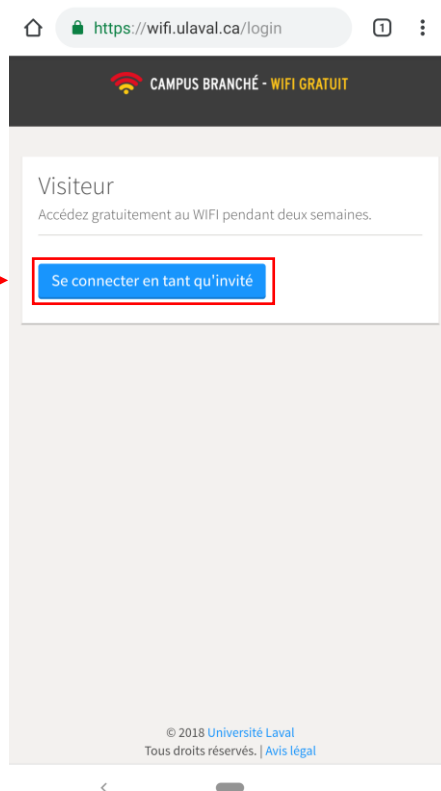 https://wifi.ulaval.ca/login 1
CAMPUS BRANCHÉ - WIFI GRATUIT
Visiteur
Accédez gratuitement au WIFI pendant deux semaines.
Se connecter en tant qu'invité
© 2018 Université Laval
Tous droits réservés. | Avis légal